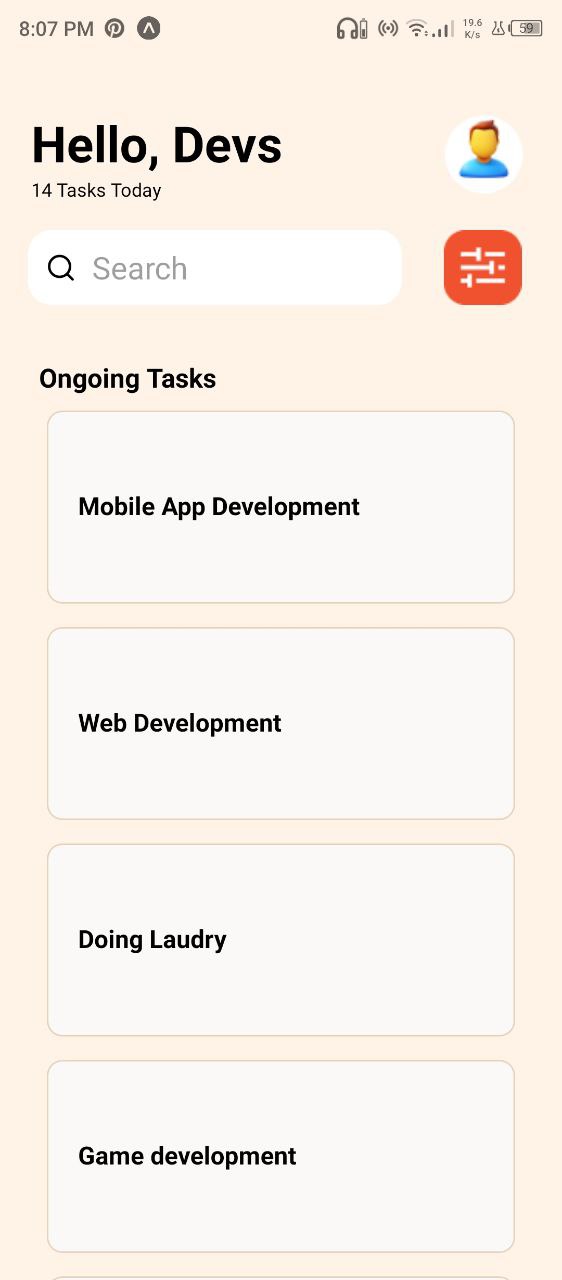 8:07 PM
19.6
K/s
59
Hello, Devs
14 Tasks Today
Search
Ongoing Tasks
Mobile App Development
Web Development
Doing Laudry
Game development